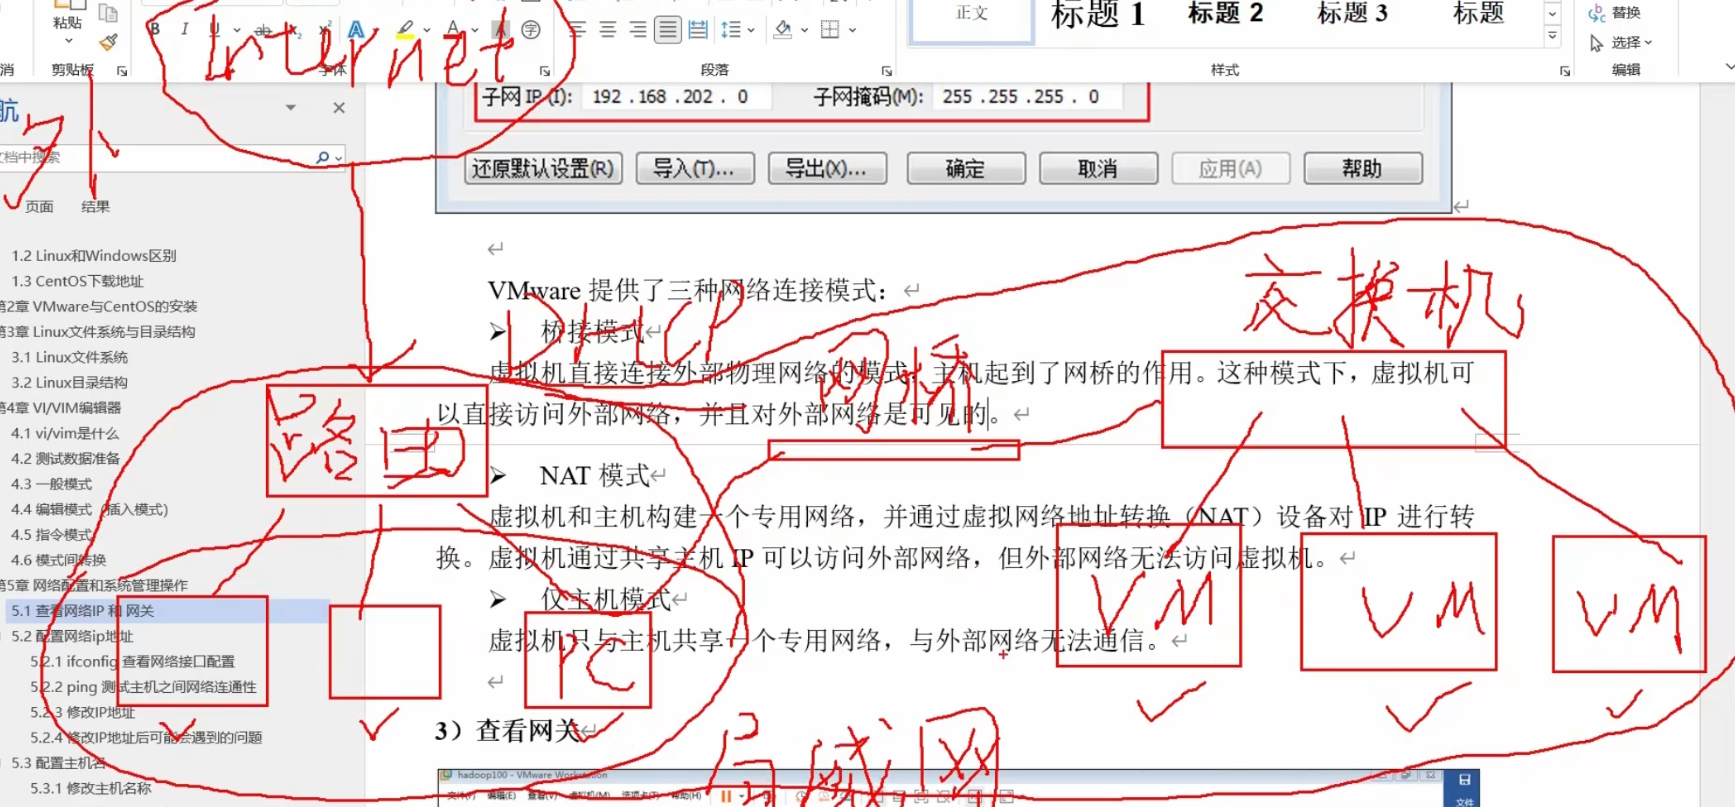 粘贴
B I U ab x₂ x² A A A 字
正文
标题 1
标题 2
标题 3
标题
替换
选择
消
剪贴板
字体
段落
样式
编辑
Internet
外
航
文档中搜索
页面 结果
1.2 Linux和Windows区别
1.3 CentOS下载地址
第2章 VMware与CentOS的安装
第3章 Linux文件系统与目录结构
3.1 Linux文件系统
3.2 Linux目录结构
第4章 VI/VIM编辑器
4.1 vi/vim是什么
4.2 测试数据准备
4.3 一般模式
4.4 编辑模式（插入模式)
4.5 指令模式
4.6 模式间转换
第5章 网络配置和系统管理操作
5.1 查看网络IP 和 网关
5.2 配置网络ip地址
5.2.1 ifconfig 查看网络接口配置
5.2.2 ping 测试主机之间网络连通性
5.2.3 修改IP地址
5.2.4 修改IP地址后可能会遇到的问题
5.3 配置主机名
5.3.1 修改主机名称
子网 IP (I): 192 .168 .202 . 0 子网掩码(M): 255 .255 .255 . 0
还原默认设置(R) 导入(T)... 导出(X)... 确定 取消 应用(A) 帮助
VMware 提供了三种网络连接模式：
桥接模式
虚拟机直接连接外部物理网络的模式，主机起到了网桥的作用。这种模式下，虚拟机可
以直接访问外部网络，并且对外部网络是可见的。
NAT 模式
虚拟机和主机构建一个专用网络，并通过虚拟网络地址转换（NAT）设备对 IP 进行转
换。虚拟机通过共享主机 IP 可以访问外部网络，但外部网络无法访问虚拟机。
仅主机模式
虚拟机只与主机共享一个专用网络，与外部网络无法通信。
3）查看网关
hadoop100 - VMware Workstation
文件(F) 编辑(E) 查看(V) 虚拟机(M) 选项卡(T) 帮助(H)
文件
DHCP
网桥
交换机
路由
PC
VM
VM
VM
局域网